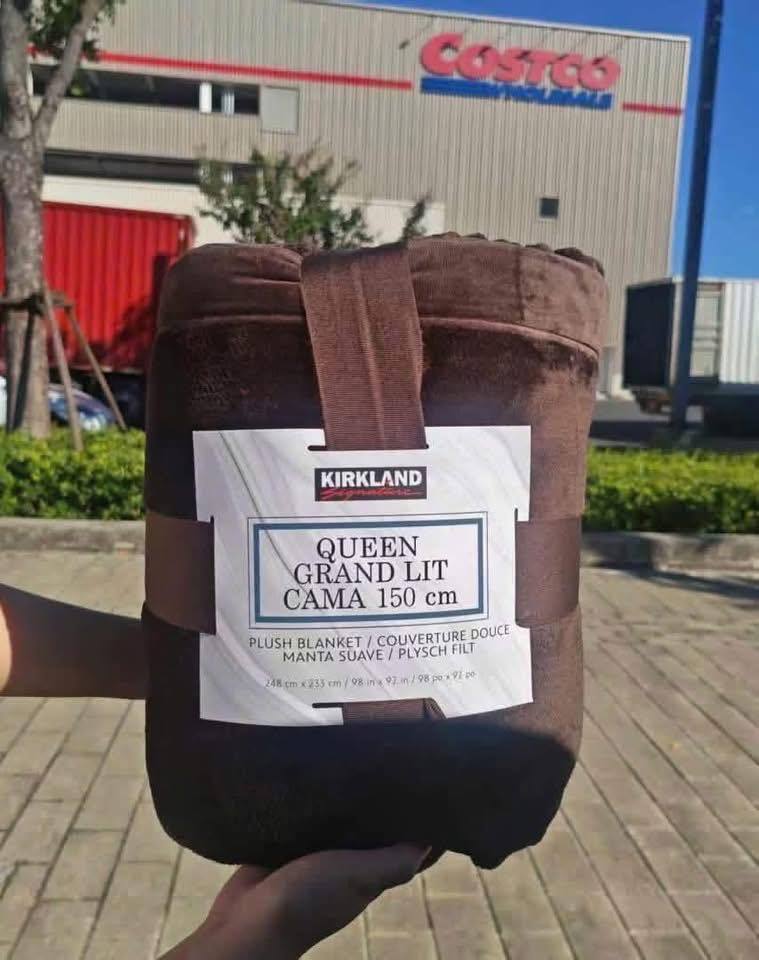 COSTCO
WHOLESALE
KIRKLAND
Signature
QUEEN
GRAND LIT
CAMA 150 cm
PLUSH BLANKET / COUVERTURE DOUCE
MANTA SUAVE / PLYSCH FILT
248 cm x 233 cm / 98 in x 92 in / 98 po x 92 po